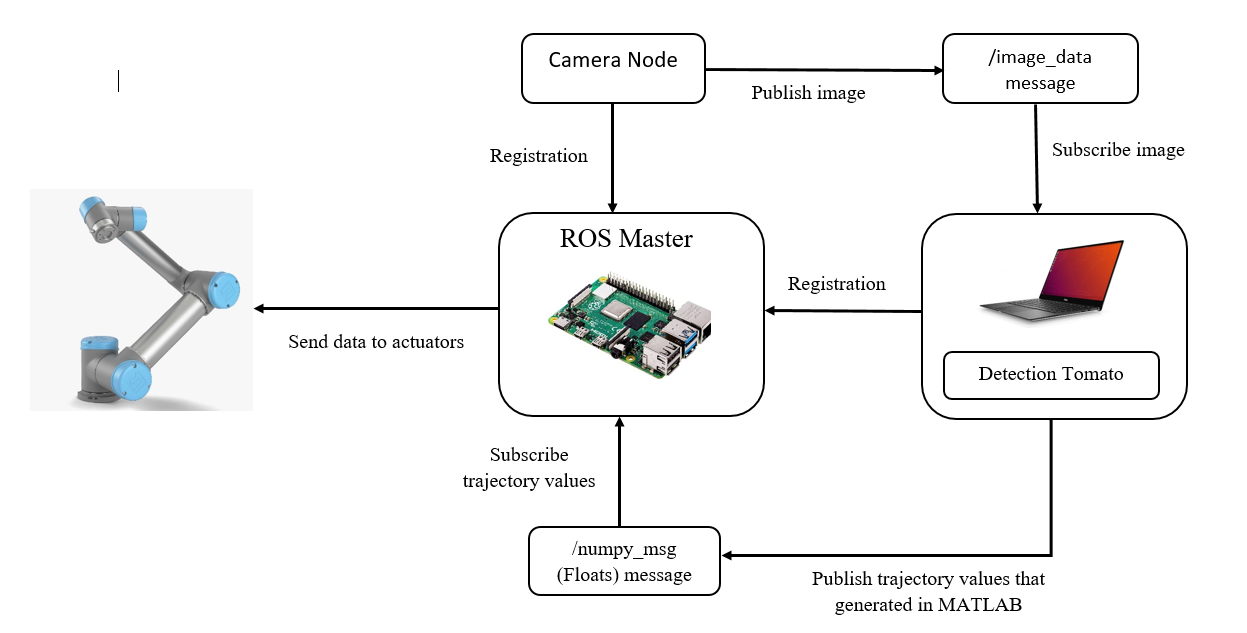 Camera Node
/image_data
message
Publish image
Registration
Subscribe image
ROS Master
Registration
Send data to actuators
Detection Tomato
Subscribe
trajectory values
/numpy_msg
(Floats) message
Publish trajectory values that
generated in MATLAB